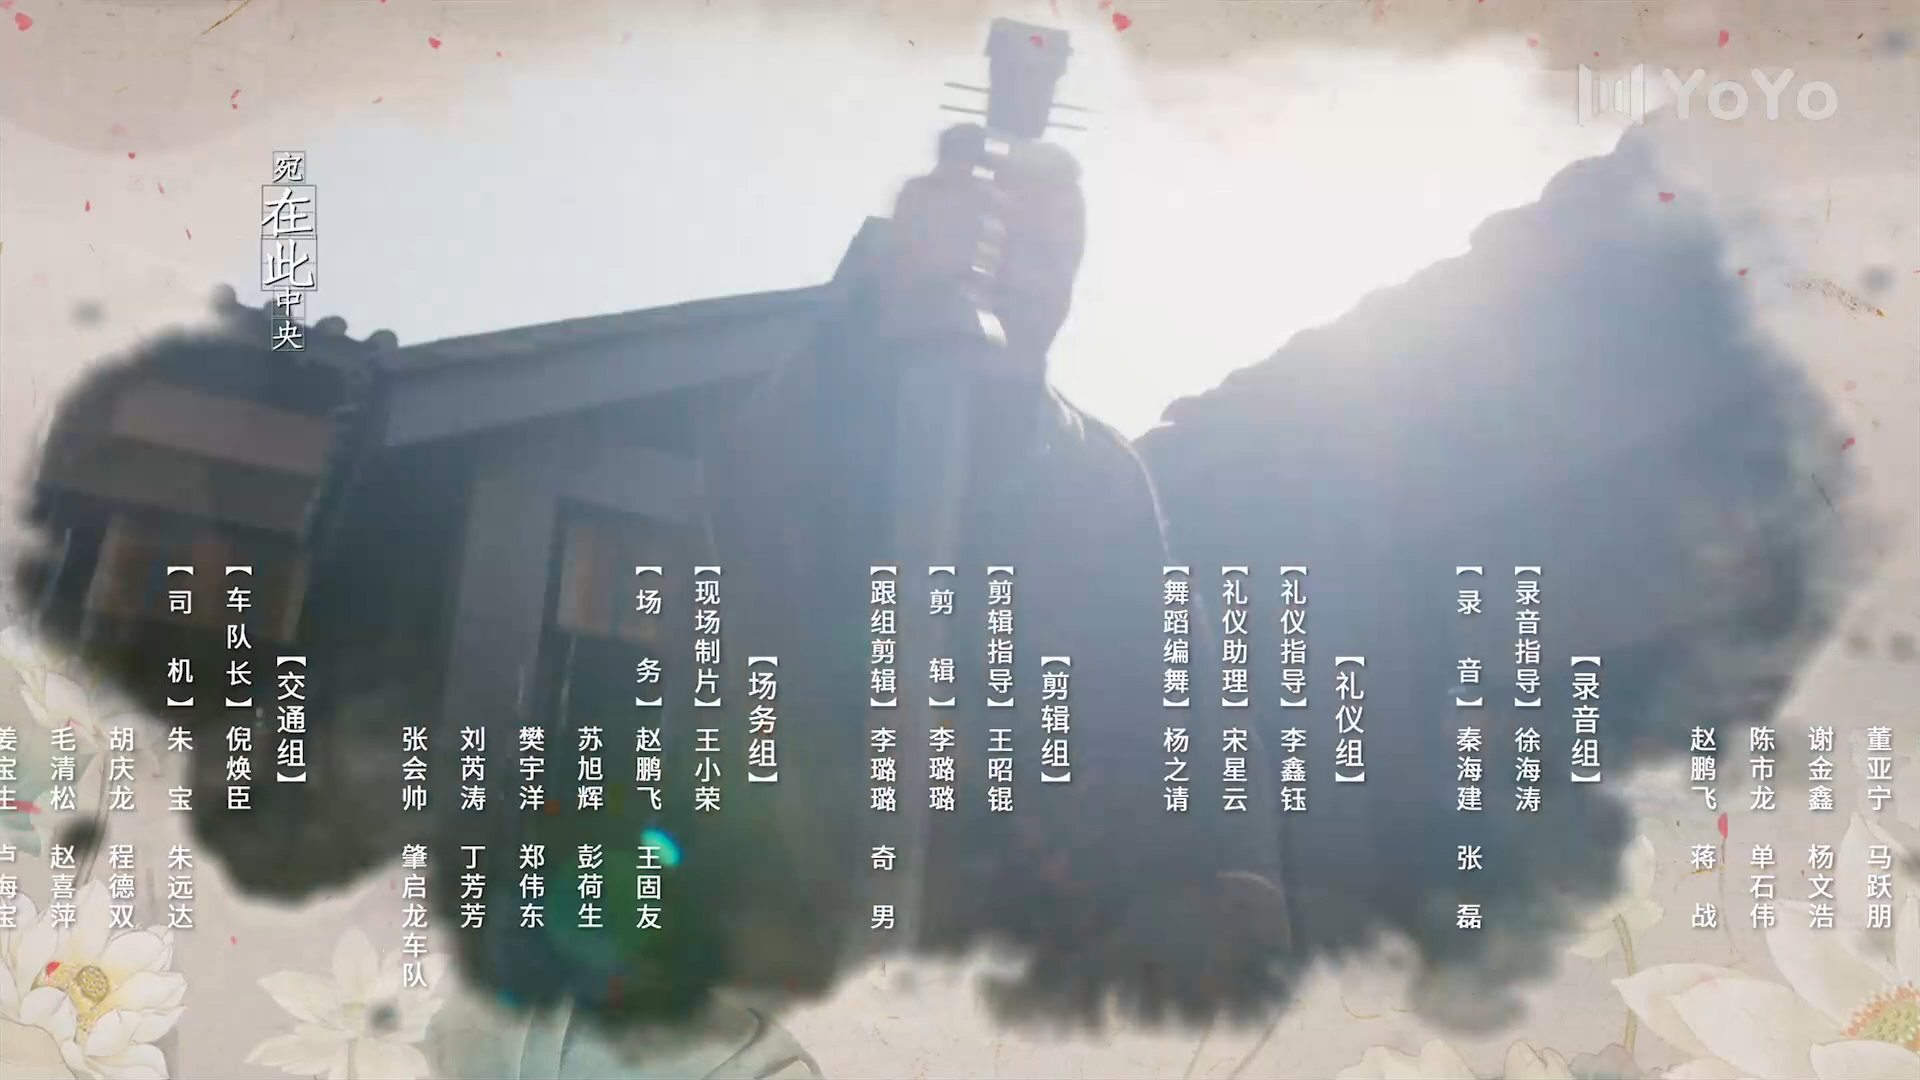 YoYo
宛在此中央
董亚宁 马跃朋
谢金鑫 杨文浩
陈市龙 单石伟
赵鹏飞 蒋战
【录音组】
【录音指导】徐海涛
【录音】秦海建 张磊
【礼仪组】
【礼仪指导】李鑫钰
【礼仪助理】宋星云
【舞蹈编舞】杨之请
【剪辑组】
【剪辑指导】王昭锟
【剪辑】李璐璐
【跟组剪辑】李璐璐 奇男
【场务组】
【现场制片】王小荣
【场务】赵鹏飞 王固友
苏旭辉 彭荷生
樊宇洋 郑伟东
刘芮涛 丁芳芳
张会帅 肇启龙车队
【交通组】
【车队长】倪焕臣
【司机】朱宝 朱远达
胡庆龙 程德双
毛清松 赵喜萍